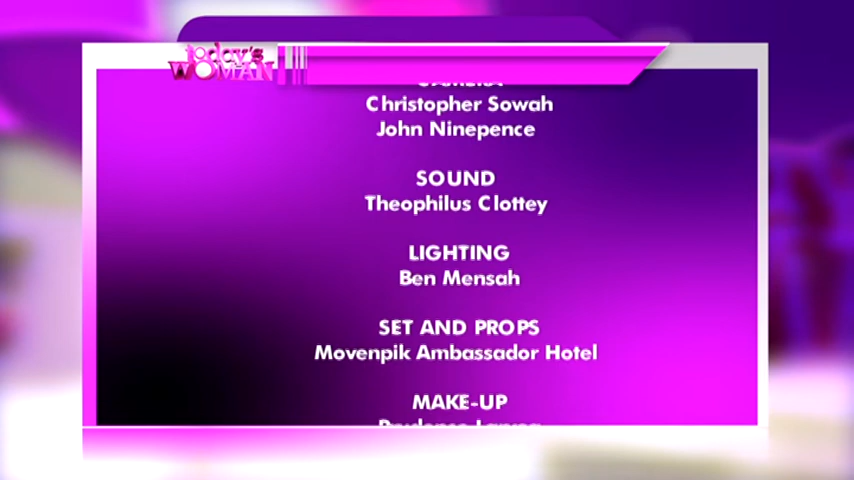 today's
WOMAN
Christopher Sowah
John Ninepence
SOUND
Theophilus Clottey
LIGHTING
Ben Mensah
SET AND PROPS
Movenpik Ambassador Hotel
MAKE-UP